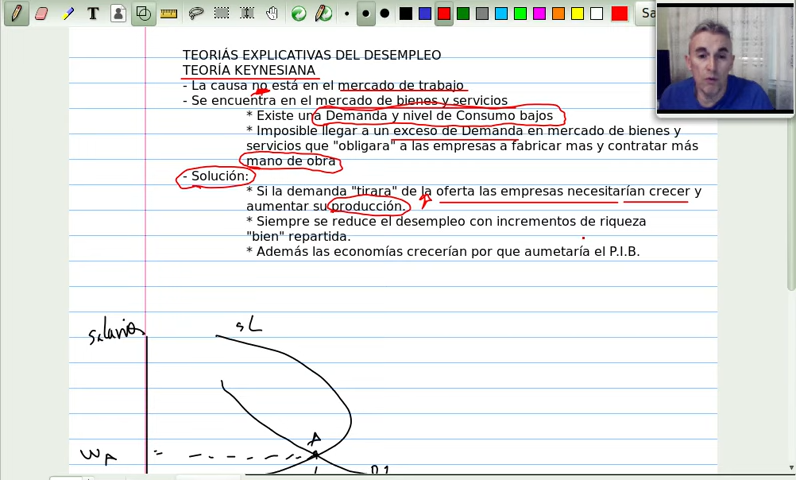 Sa
TEORIÁS EXPLICATIVAS DEL DESEMPLEO
TEORÍA KEYNESIANA
- La causa no está en el mercado de trabajo
- Se encuentra en el mercado de bienes y servicios
* Existe una Demanda y nivel de Consumo bajos
* Imposible llegar a un exceso de Demanda en mercado de bienes y
servicios que "obligara" a las empresas a fabricar mas y contratar más
mano de obra
- Solución:
* Si la demanda "tirara" de la oferta las empresas necesitarían crecer y
aumentar su producción.
* Siempre se reduce el desempleo con incrementos de riqueza
"bien" repartida.
* Además las economías crecerían por que aumetaría el P.I.B.
Salario
sL
A
WA